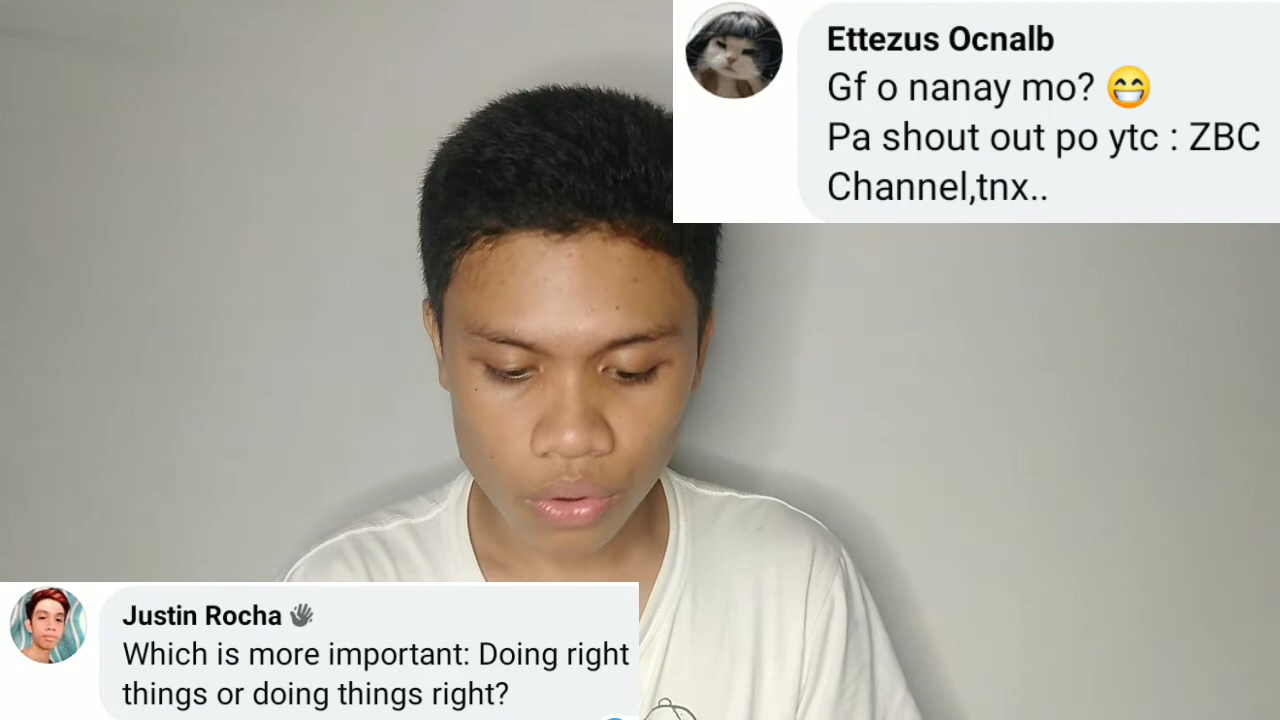 Ettezus Ocnalb
Gf o nanay mo? 😁
Pa shout out po ytc : ZBC
Channel,tnx..
Justin Rocha 👋
Which is more important: Doing right
things or doing things right?